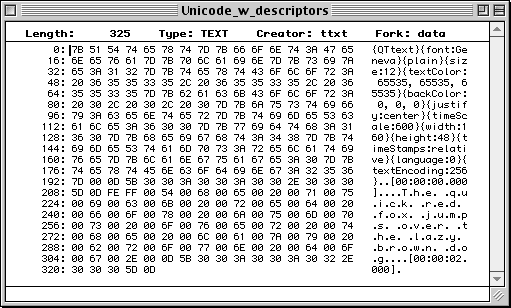 Unicode_w_descriptors
Length: 325 Type: TEXT Creator: ttxt Fork: data
0: 7B 51 54 74 65 78 74 7D 7B 66 6F 6E 74 3A 47 65 {QTtext}{font:Ge
16: 6E 65 76 61 7D 7B 70 6C 61 69 6E 7D 7B 73 69 7A neva}{plain}{siz
32: 65 3A 31 32 7D 7B 74 65 78 74 43 6F 6C 6F 72 3A e:12}{textColor:
48: 20 36 35 35 33 35 2C 20 36 35 35 33 35 2C 20 36  65535, 65535, 6
64: 35 35 33 35 7D 7B 62 61 63 6B 43 6F 6C 6F 72 3A 5535}{backColor:
80: 20 30 2C 20 30 2C 20 30 7D 7B 6A 75 73 74 69 66  0, 0, 0}{justif
96: 79 3A 63 65 6E 74 65 72 7D 7B 74 69 6D 65 53 63 y:center}{timeSc
112: 61 6C 65 3A 36 30 30 7D 7B 77 69 64 74 68 3A 31 ale:600}{width:1
128: 36 30 7D 7B 68 65 69 67 68 74 3A 34 38 7D 7B 74 60}{height:48}{t
144: 69 6D 65 53 74 61 6D 70 73 3A 72 65 6C 61 74 69 imeStamps:relati
160: 76 65 7D 7B 6C 61 6E 67 75 61 67 65 3A 30 7D 7B ve}{language:0}{
176: 74 65 78 74 45 6E 63 6F 64 69 6E 67 3A 32 35 36 textEncoding:256
192: 7D 0D 0D 5B 30 30 3A 30 30 3A 30 30 2E 30 30 30 }..[00:00:00.000
208: 5D 0D FE FF 00 54 00 68 00 65 00 20 00 71 00 75 ]....T.h.e. .q.u
224: 00 69 00 63 00 6B 00 20 00 72 00 65 00 64 00 20 .i.c.k. .r.e.d.
240: 00 66 00 6F 00 78 00 20 00 6A 00 75 00 6D 00 70 .f.o.x. .j.u.m.p
256: 00 73 00 20 00 6F 00 76 00 65 00 72 00 20 00 74 .s. .o.v.e.r. .t
272: 00 68 00 65 00 20 00 6C 00 61 00 7A 00 79 00 20 .h.e. .l.a.z.y.
288: 00 62 00 72 00 6F 00 77 00 6E 00 20 00 64 00 6F .b.r.o.w.n. .d.o
304: 00 67 00 2E 00 0D 5B 30 30 3A 30 30 3A 30 32 2E .g....[00:00:02.
320: 30 30 30 5D 0D 000].